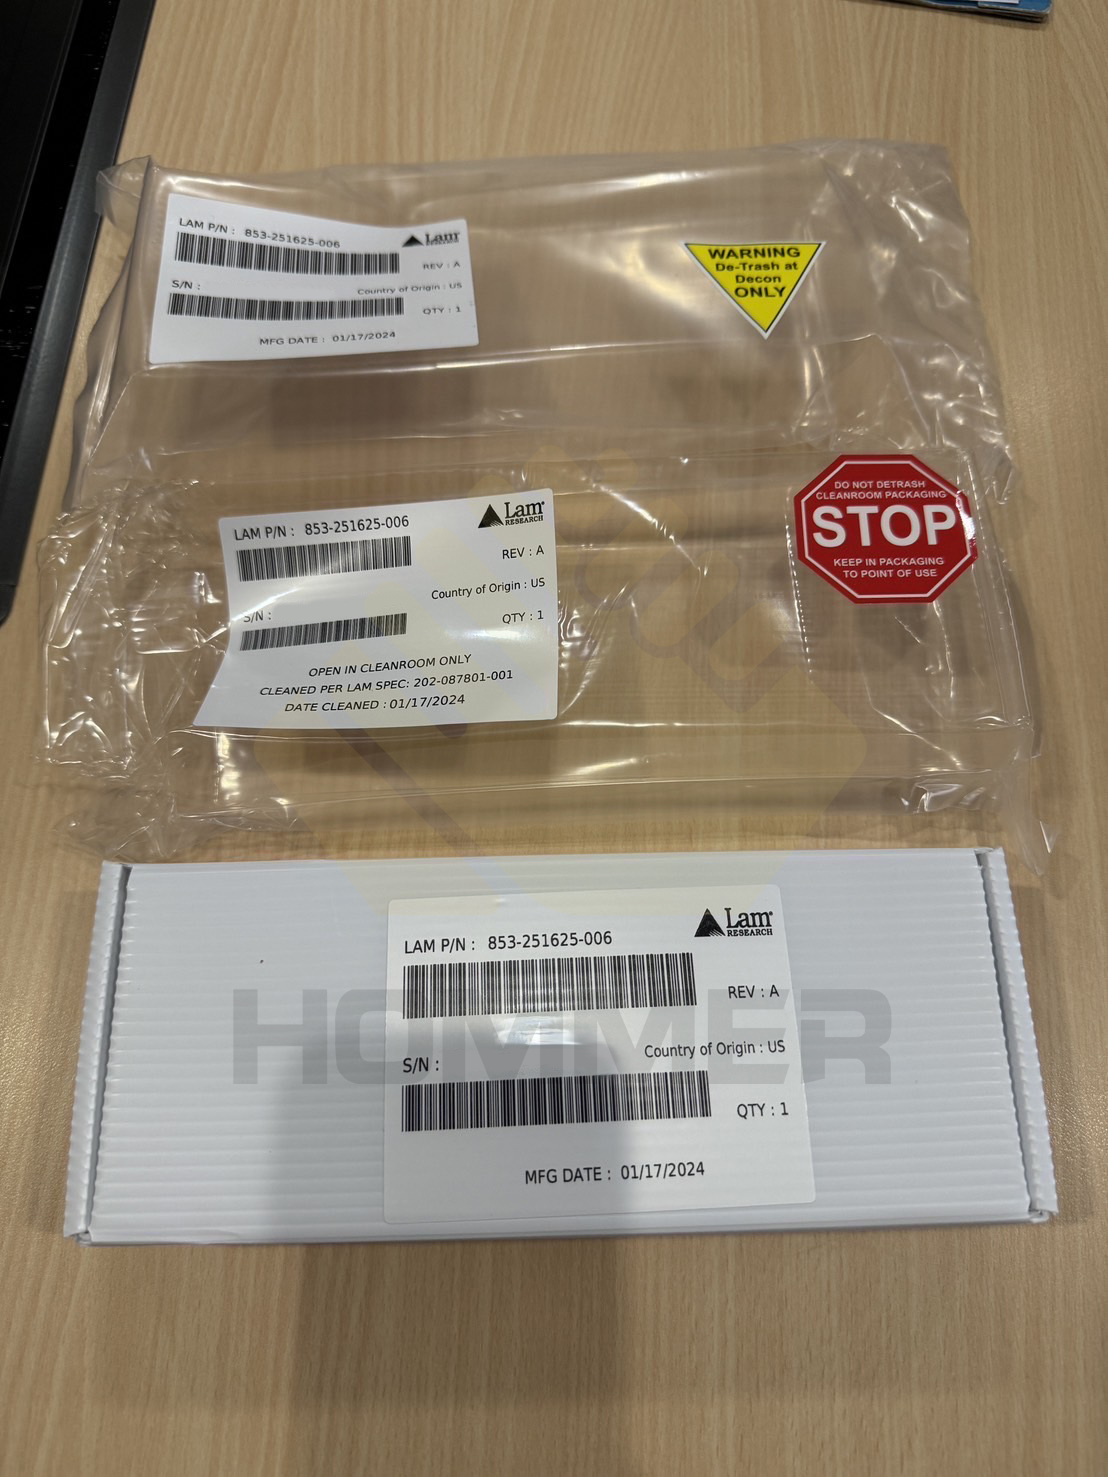 LAM P/N : 853-251625-006
Lam
RESEARCH
REV : A
S/N :
Country of Origin : US
QTY : 1
MFG DATE : 01/17/2024
WARNING
De-Trash at
Decon
ONLY
LAM P/N : 853-251625-006
Lam
RESEARCH
REV : A
Country of Origin : US
S/N :
QTY : 1
OPEN IN CLEANROOM ONLY
CLEANED PER LAM SPEC: 202-087801-001
DATE CLEANED : 01/17/2024
DO NOT DETRASH
CLEANROOM PACKAGING
STOP
KEEP IN PACKAGING
TO POINT OF USE
LAM P/N : 853-251625-006
Lam
RESEARCH
REV : A
Country of Origin : US
S/N :
QTY : 1
MFG DATE : 01/17/2024
HOMMER